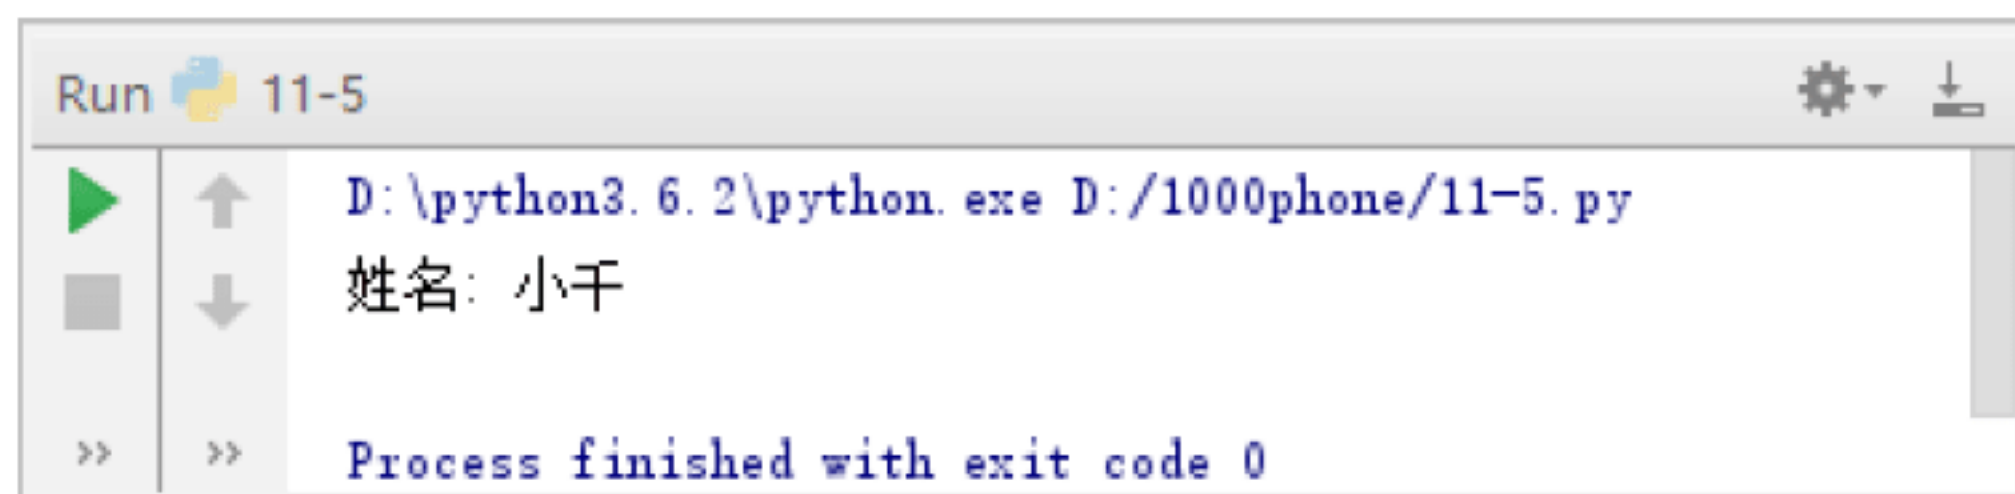 Run 11-5
D:\python3.6.2\python.exe D:/1000phone/11-5.py
姓名: 小千
Process finished with exit code 0